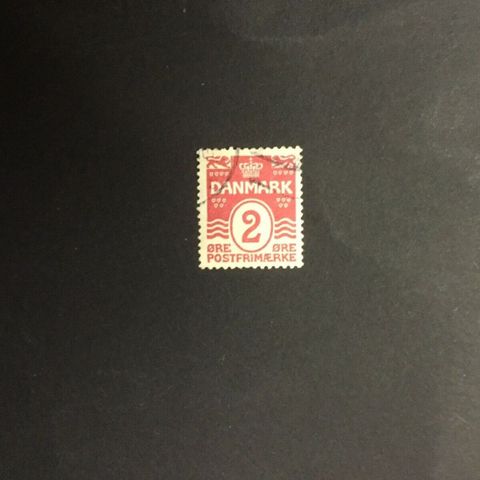 DANMARK
2
ØRE ØRE
POSTFRIMÆRKE